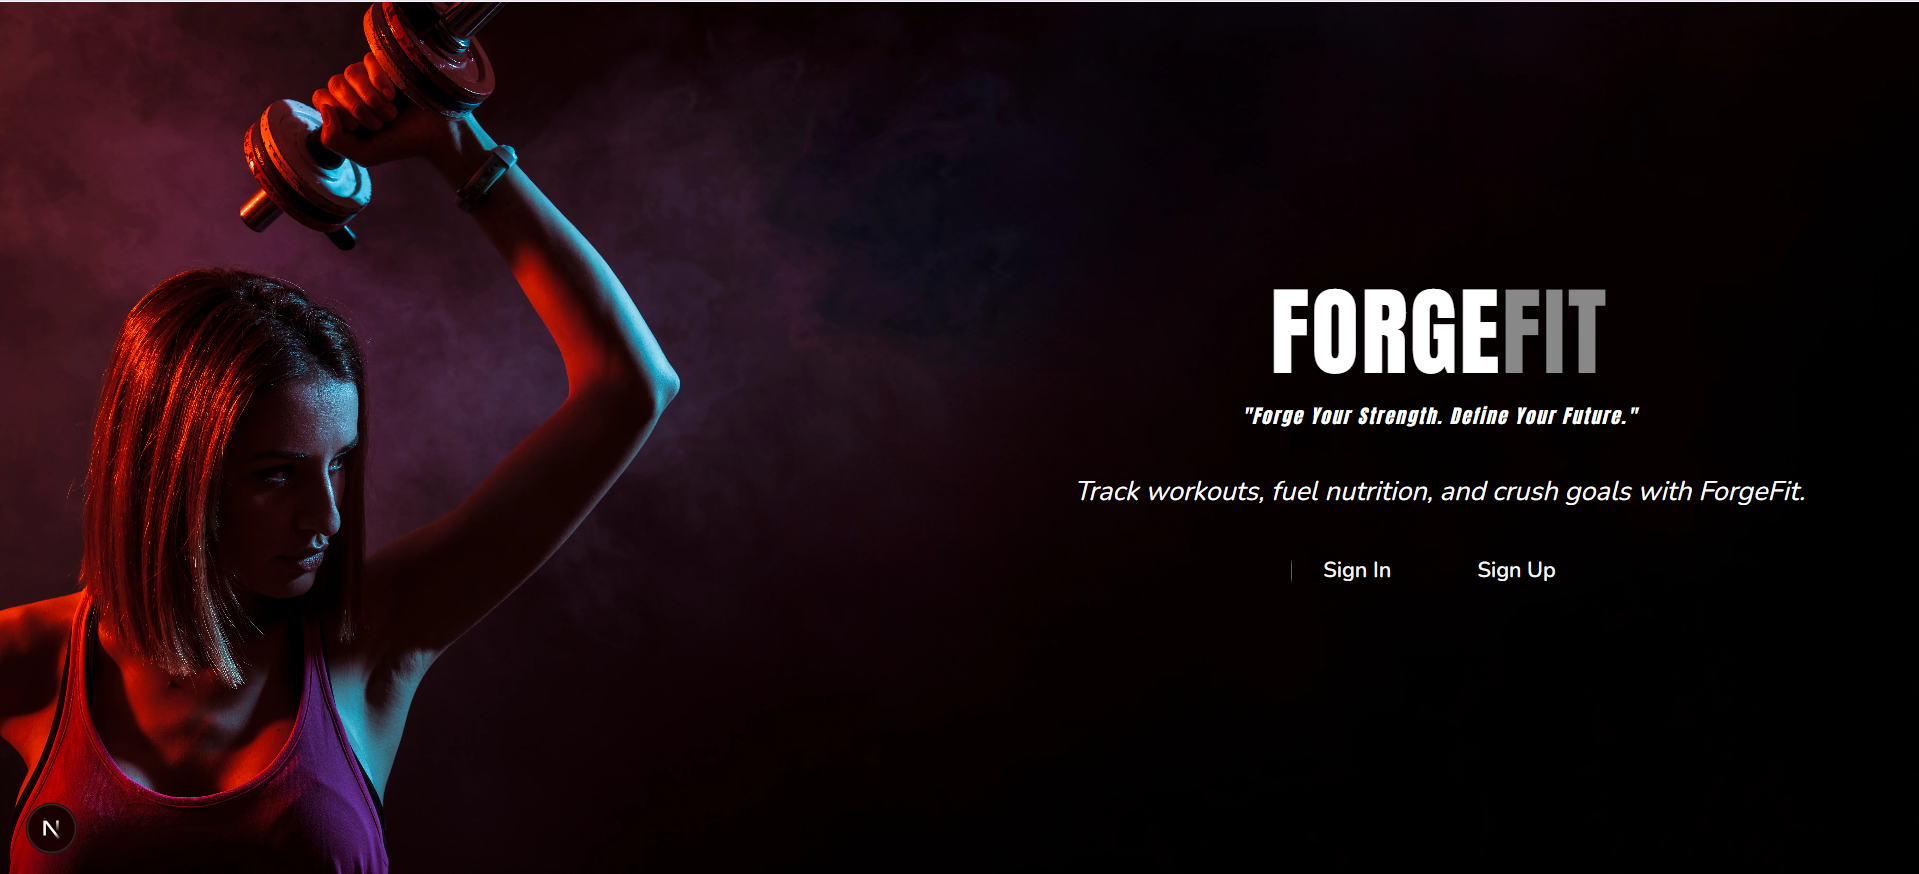 FORGEFIT
"Forge Your Strength. Define Your Future."
Track workouts, fuel nutrition, and crush goals with ForgeFit.
Sign In Sign Up
N